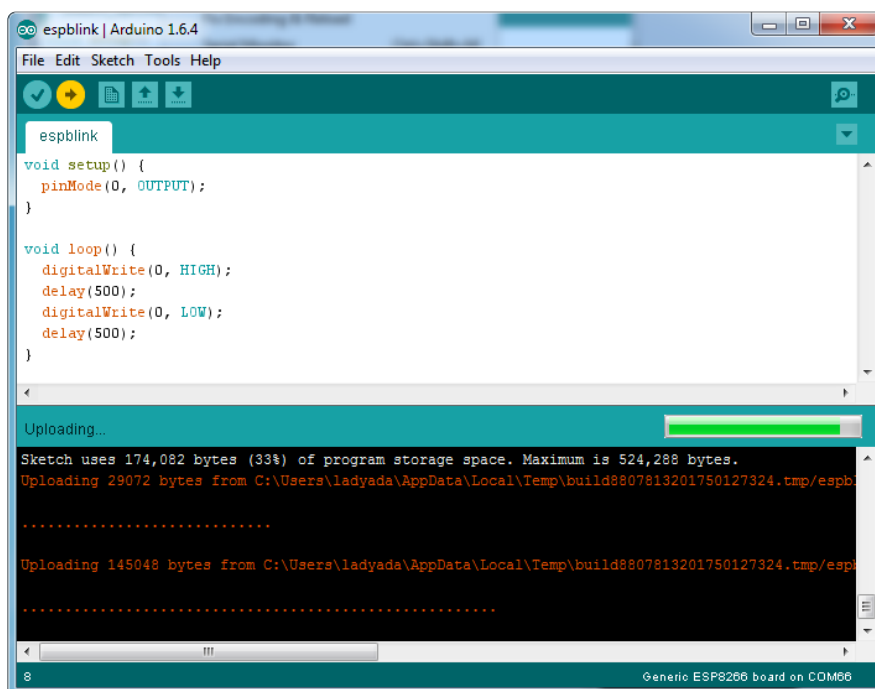 espblink | Arduino 1.6.4
File Edit Sketch Tools Help
espblink
void setup() {
  pinMode(0, OUTPUT);
}
void loop() {
  digitalWrite(0, HIGH);
  delay(500);
  digitalWrite(0, LOW);
  delay(500);
}
Uploading...
Sketch uses 174,082 bytes (33%) of program storage space. Maximum is 524,288 bytes.
Uploading 29072 bytes from C:\Users\ladyada\AppData\Local\Temp\build8807813201750127324.tmp/espbl
.............................
Uploading 145048 bytes from C:\Users\ladyada\AppData\Local\Temp\build8807813201750127324.tmp/espb
.......................................................
8
Generic ESP8266 board on COM66